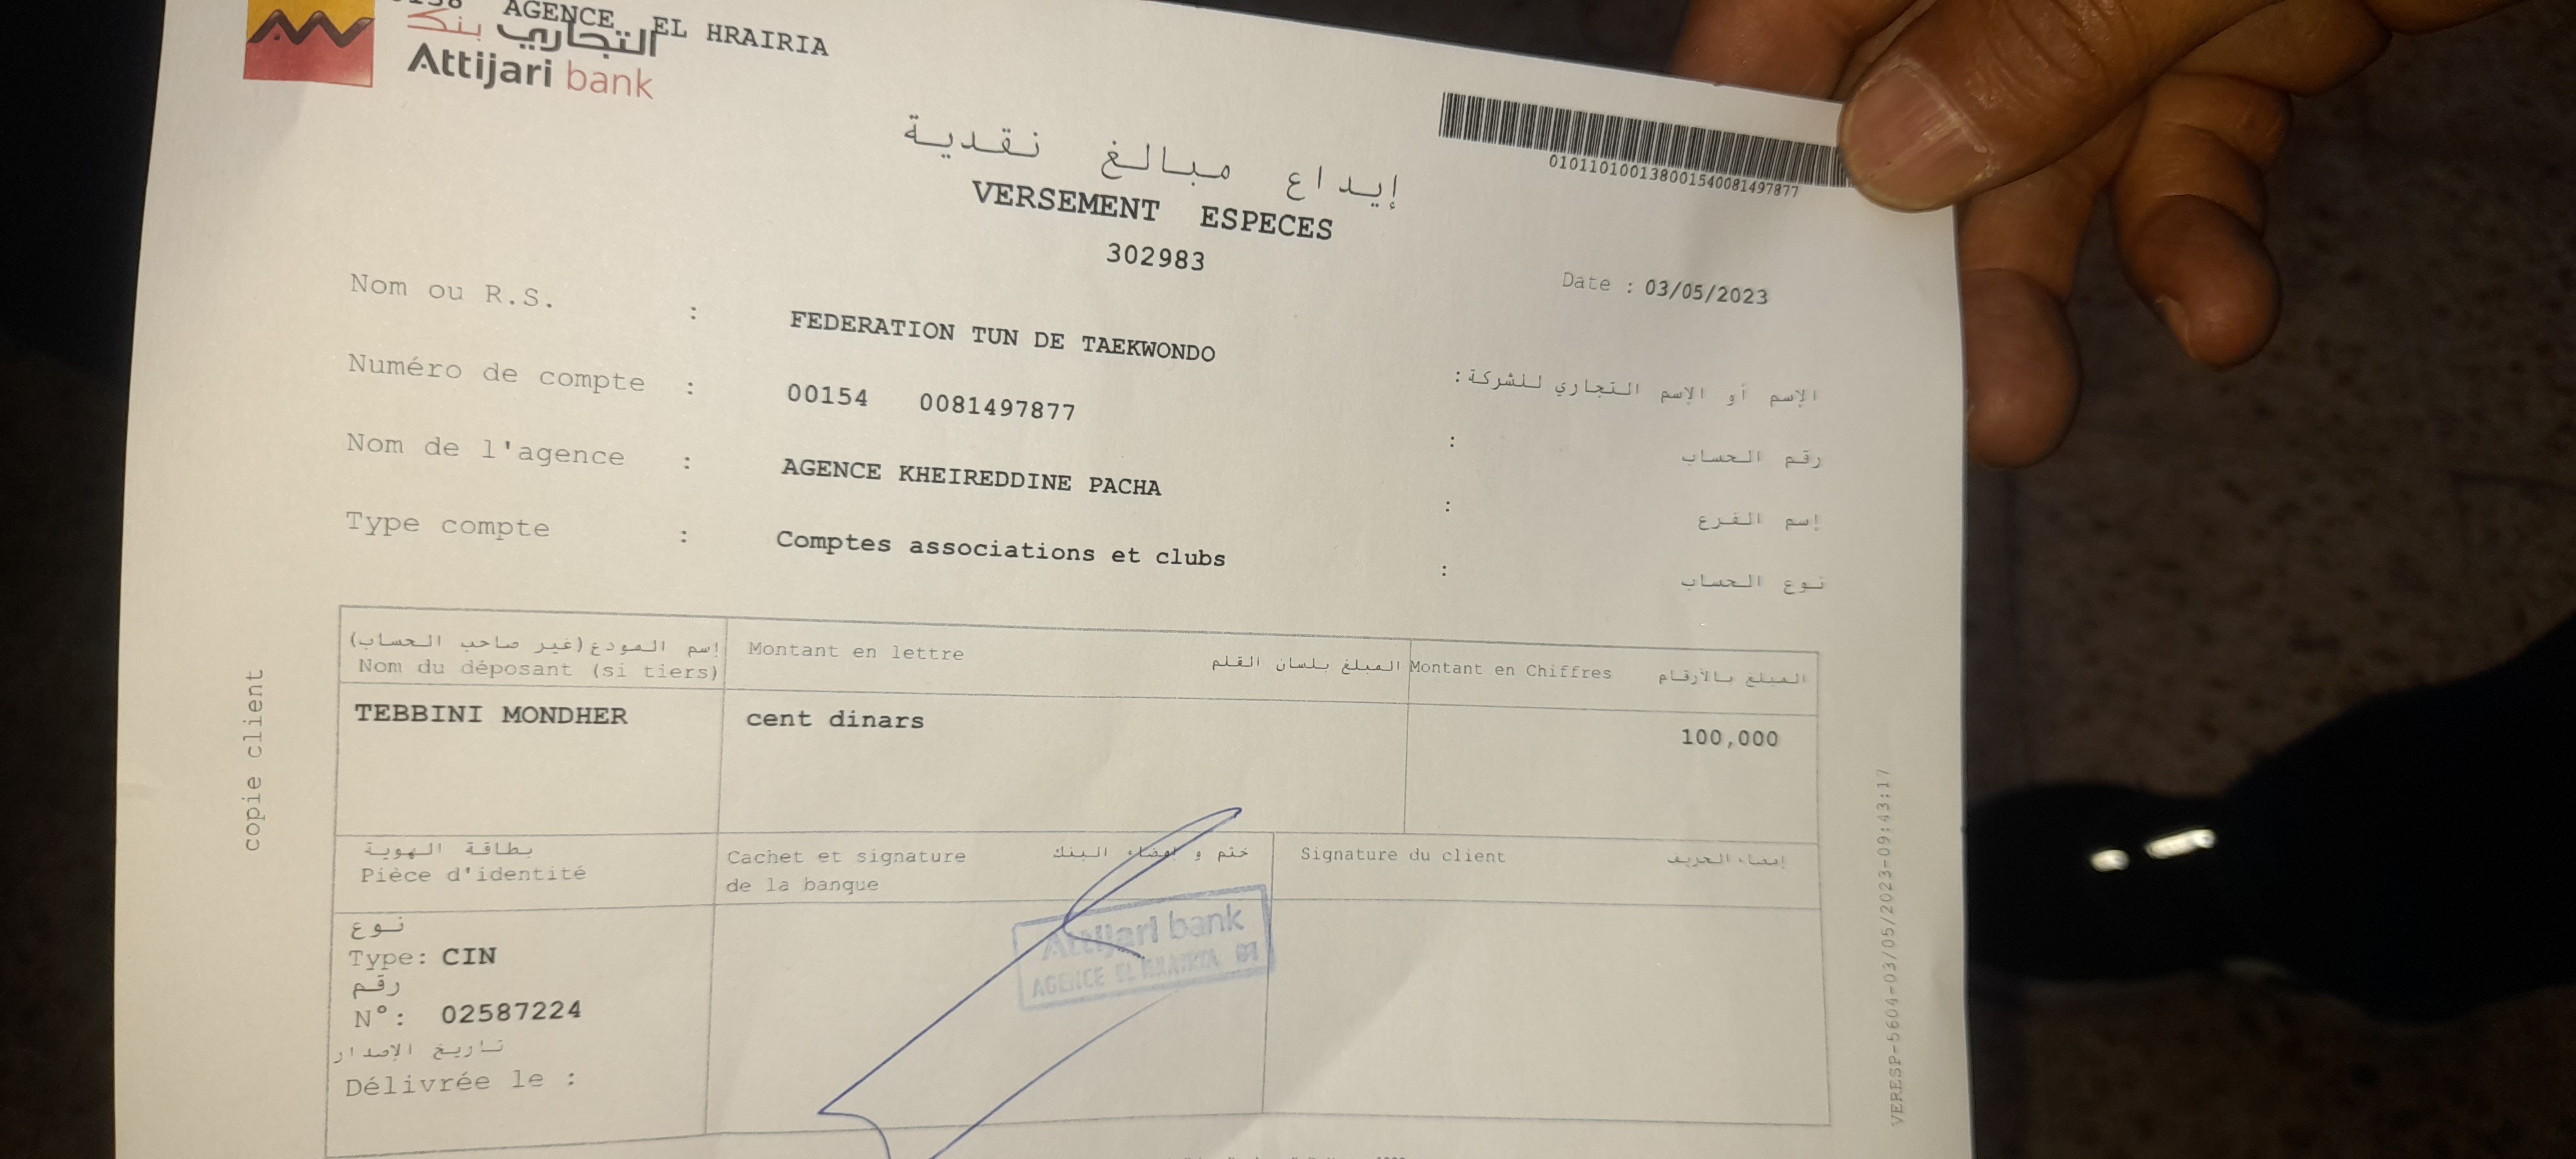 AGENCE EL HRAIRIA
التجاري بنك
Attijari bank
010110100138001540081497877
إيداع مبالغ نقدية
VERSEMENT ESPECES
302983
Date : 03/05/2023
Nom ou R.S. : FEDERATION TUN DE TAEKWONDO الإسم أو الإسم التجاري للشركة :
Numéro de compte : 00154 0081497877 رقم الحساب :
Nom de l'agence : AGENCE KHEIREDDINE PACHA إسم الفرع :
Type compte : Comptes associations et clubs نوع الحساب :
إسم المودع (غير صاحب الحساب)
Nom du déposant (si tiers)
Montant en lettre المبلغ بلسان القلم
Montant en Chiffres المبلغ بالأرقام
TEBBINI MONDHER cent dinars 100,000
بطاقة الهوية
Pièce d'identité
Cachet et signature ختم و إمضاء البنك
de la banque
Signature du client إمضاء الحريف
نوع
Type: CIN
رقم
N°: 02587224
تاريخ الإصدار
Délivrée le :
Attijari bank
AGENCE EL HRAIRIA
copie client
VERESP-5604-03/05/2023-09:43:17